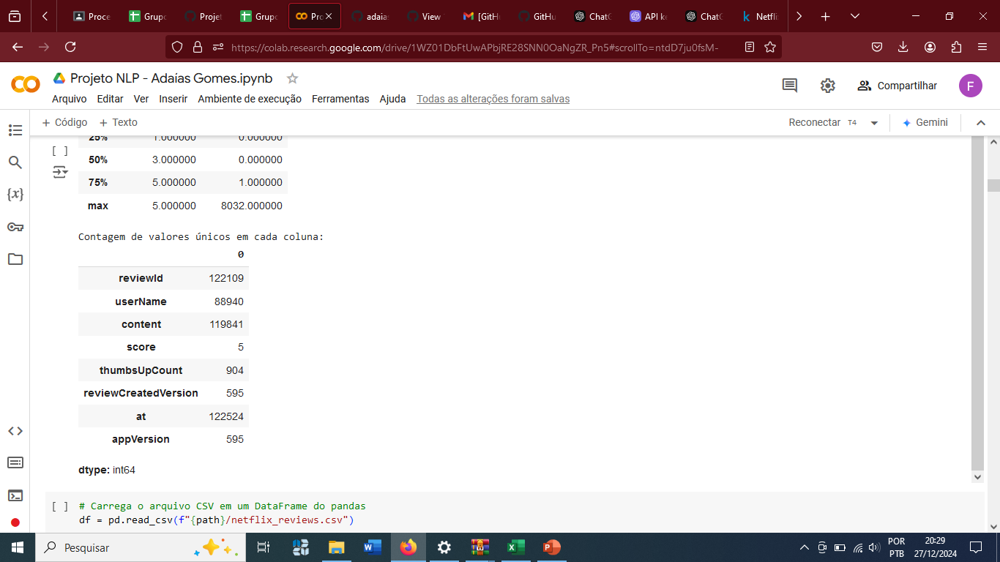 Proce
Grupo
Projet
Grupo
Pro
adaias
View
[GitH
GitHu
ChatG
API ke
ChatG
Netfli
https://colab.research.google.com/drive/1WZ01DbFtUwAPbjRE28SNN0OaNgZR_Pn5#scrollTo=ntdD7ju0fsM-
Projeto NLP - Adaías Gomes.ipynb
Arquivo Editar Ver Inserir Ambiente de execução Ferramentas Ajuda Todas as alterações foram salvas
Compartilhar
F
+ Código + Texto
Reconectar T4
Gemini
25% 1.000000 0.000000
[ ]
50% 3.000000 0.000000
75% 5.000000 1.000000
max 5.000000 8032.000000
Contagem de valores únicos em cada coluna:
0
reviewId 122109
userName 88940
content 119841
score 5
thumbsUpCount 904
reviewCreatedVersion 595
at 122524
appVersion 595
dtype: int64
[ ] # Carrega o arquivo CSV em um DataFrame do pandas
df = pd.read_csv(f"{path}/netflix_reviews.csv")
Pesquisar
POR
PTB
20:29
27/12/2024